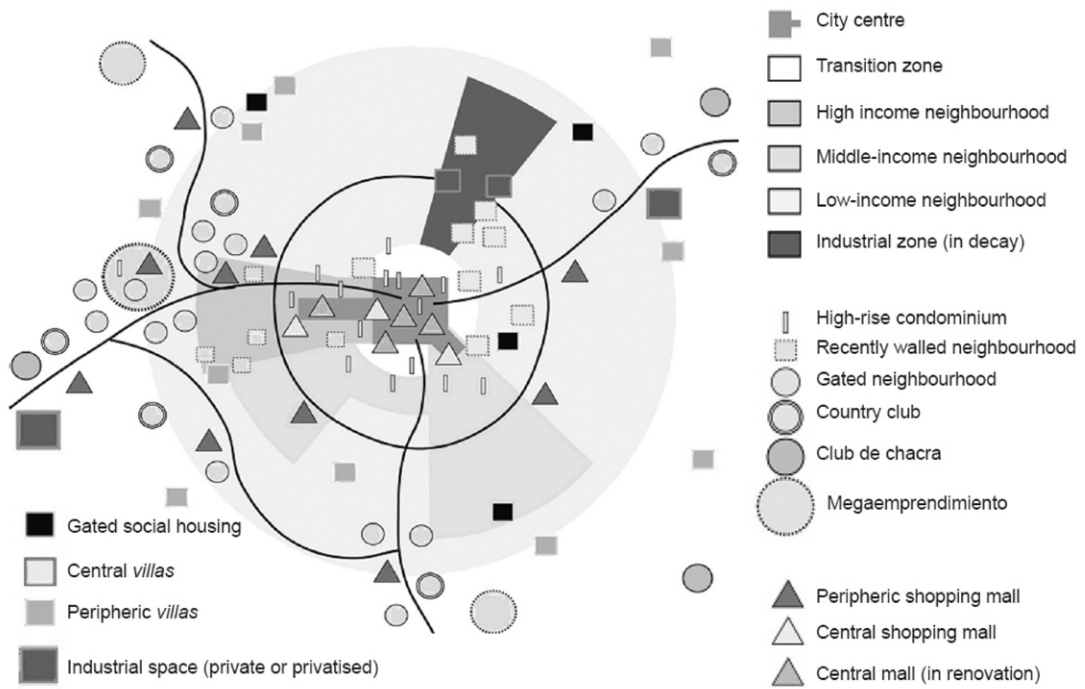 City centre
Transition zone
High income neighbourhood
Middle-income neighbourhood
Low-income neighbourhood
Industrial zone (in decay)
High-rise condominium
Recently walled neighbourhood
Gated neighbourhood
Country club
Club de chacra
Megaemprendimiento
Peripheric shopping mall
Central shopping mall
Central mall (in renovation)
Gated social housing
Central villas
Peripheric villas
Industrial space (private or privatised)